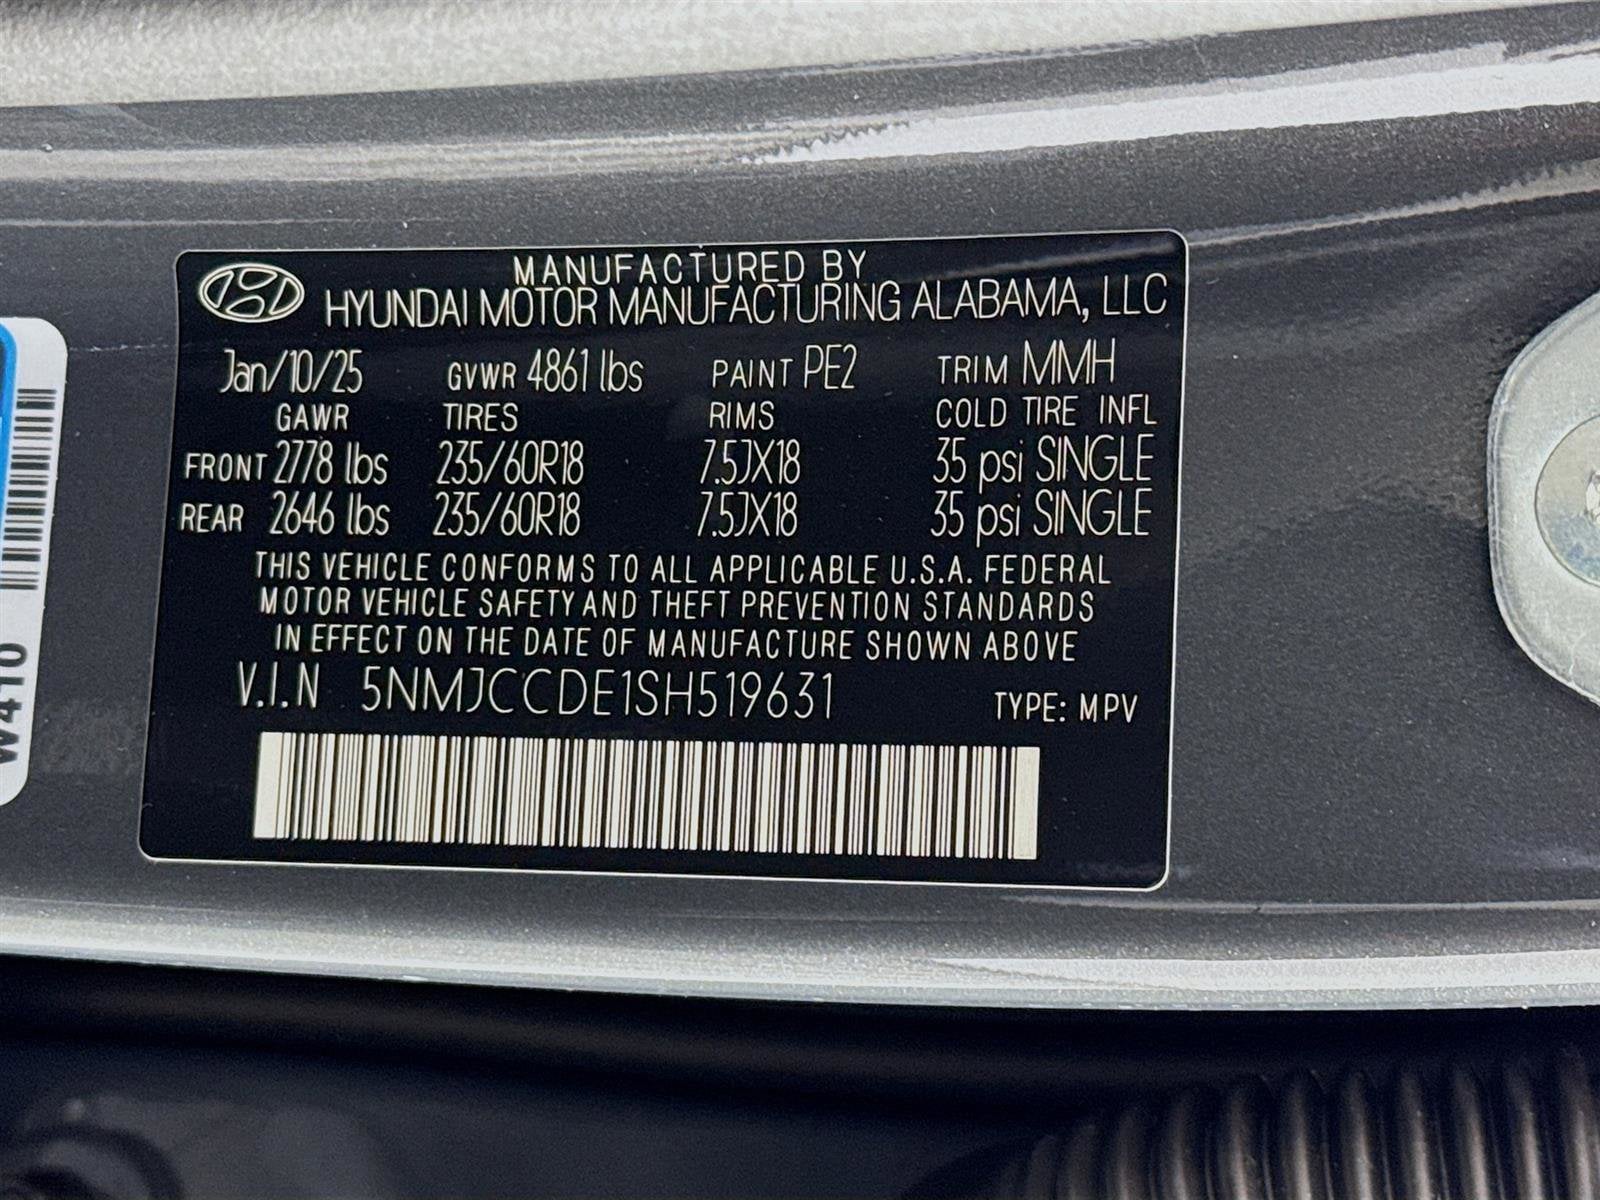 MANUFACTURED BY
HYUNDAI MOTOR MANUFACTURING ALABAMA, LLC
Jan/10/25 GVWR 4861 lbs PAINT PE2 TRIM MMH
GAWR TIRES RIMS COLD TIRE INFL
FRONT 2778 lbs 235/60R18 7.5JX18 35 psi SINGLE
REAR 2646 lbs 235/60R18 7.5JX18 35 psi SINGLE
THIS VEHICLE CONFORMS TO ALL APPLICABLE U.S.A. FEDERAL
MOTOR VEHICLE SAFETY AND THEFT PREVENTION STANDARDS
IN EFFECT ON THE DATE OF MANUFACTURE SHOWN ABOVE
V.I.N 5NMJCCDE1SH519631 TYPE: MPV
W410